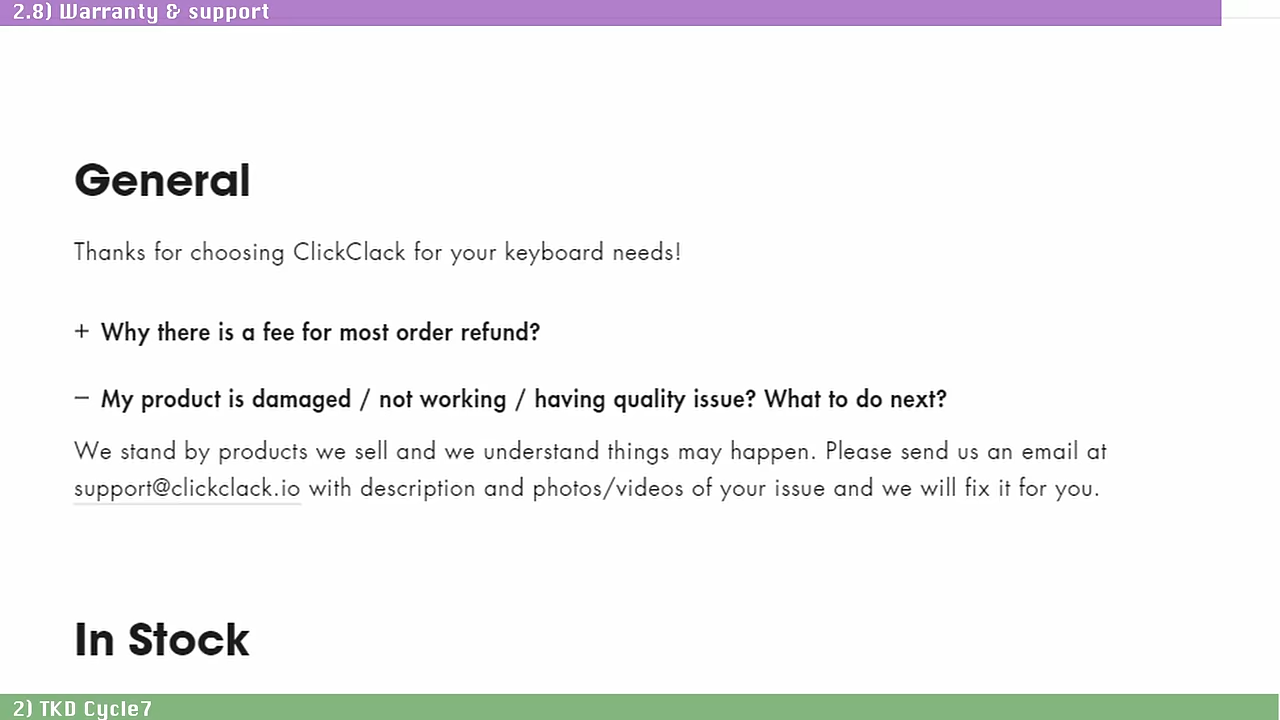 2.8) Warranty & support
General
Thanks for choosing ClickClack for your keyboard needs!
+ Why there is a fee for most order refund?
− My product is damaged / not working / having quality issue? What to do next?
We stand by products we sell and we understand things may happen. Please send us an email at
support@clickclack.io with description and photos/videos of your issue and we will fix it for you.
In Stock
2) TKD Cycle7